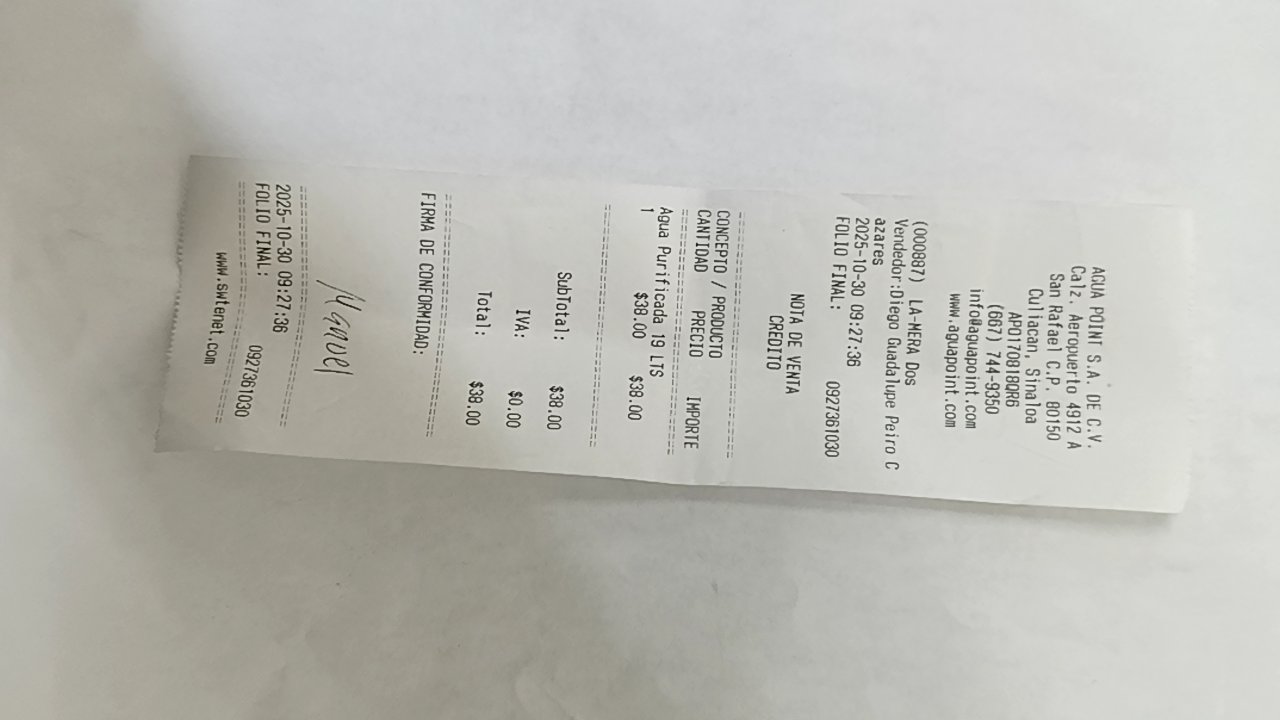 AGUA POINT S.A. DE C.V.
Calz. Aeropuerto 4912 A
San Rafael C.P. 80150
Culiacan, Sinaloa
APO170818QR6
(667) 744-9350
info@aguapoint.com
www.aguapoint.com
(000887) LA-MERA Dos
Vendedor:Diego Guadalupe Peiro C
azares
2025-10-30 09:27:36
FOLIO FINAL: 0927361030
NOTA DE VENTA
CREDITO
CONCEPTO / PRODUCTO
CANTIDAD PRECIO IMPORTE
Agua Purificada 19 LTS
1 $38.00 $38.00
SubTotal: $38.00
IVA: $0.00
Total: $38.00
FIRMA DE CONFORMIDAD:
Manuel
2025-10-30 09:27:36
FOLIO FINAL: 0927361030
www.swtenet.com